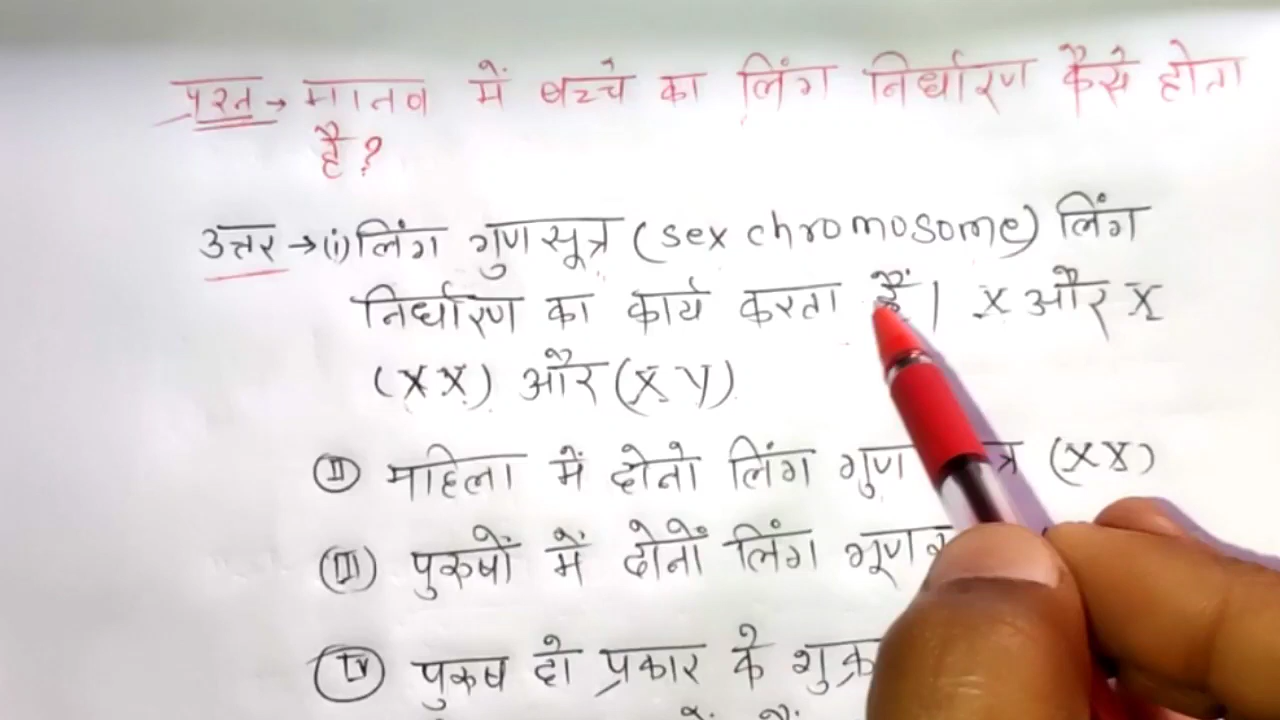 प्रश्न → मानव में बच्चे का लिंग निर्धारण कैसे होता
है?
उत्तर → (i) लिंग गुणसूत्र (sex chromosome) लिंग
निर्धारण का कार्य करता हैं। X और X
(XX) और (XY)
(II) महिला में दोनो लिंग गुण त्र (XX)
(III) पुरुषों में दोनों लिंग
(IV) पुरुष दो प्रकार के शुक्र